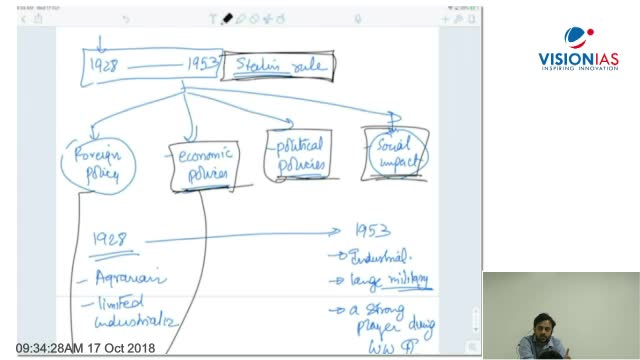 VISIONIAS
INSPIRING INNOVATION
1928 — 1953 Stalin rule
Foreign policy
- economic policies
- political policies
- Social impact
1928 → 1953
- Agrarian
- limited industrializ
→ Industrial.
→ large military
→ a strong player during WW II
09:34:28AM 17 Oct 2018